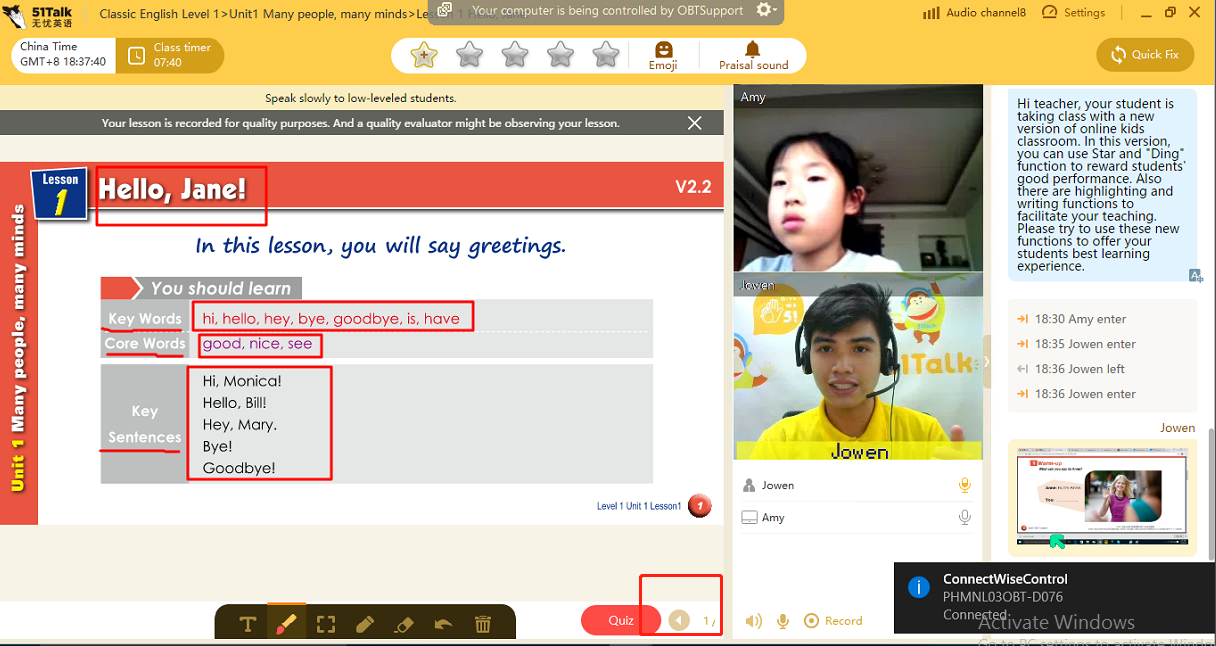 51Talk
无忧英语
Classic English Level 1>Unit1 Many people, many minds>Lesson 1 Hello, Jane!
Your computer is being controlled by OBTSupport
Audio channel8
Settings
China Time
GMT+8 18:37:40
Class timer
07:40
Emoji
Praisal sound
Quick Fix
Speak slowly to low-leveled students.
Your lesson is recorded for quality purposes. And a quality evaluator might be observing your lesson.
Lesson
1
Hello, Jane!
V2.2
Unit 1 Many people, many minds
In this lesson, you will say greetings.
You should learn
Key Words
hi, hello, hey, bye, goodbye, is, have
Core Words
good, nice, see
Key
Sentences
Hi, Monica!
Hello, Bill!
Hey, Mary.
Bye!
Goodbye!
Level 1 Unit 1 Lesson1
1
T
Quiz
1/
Amy
Jowen
51
51Talk
Jowen
Jowen
Amy
Record
Hi teacher, your student is
taking class with a new
version of online kids
classroom. In this version,
you can use Star and "Ding"
function to reward students'
good performance. Also
there are highlighting and
writing functions to
facilitate your teaching.
Please try to use these new
functions to offer your
students best learning
experience.
18:30 Amy enter
18:35 Jowen enter
18:36 Jowen left
18:36 Jowen enter
Jowen
Warm-up
ConnectWiseControl
PHMNL03OBT-D076
Connected
Activate Windows
Go to PC settings to activate Windows